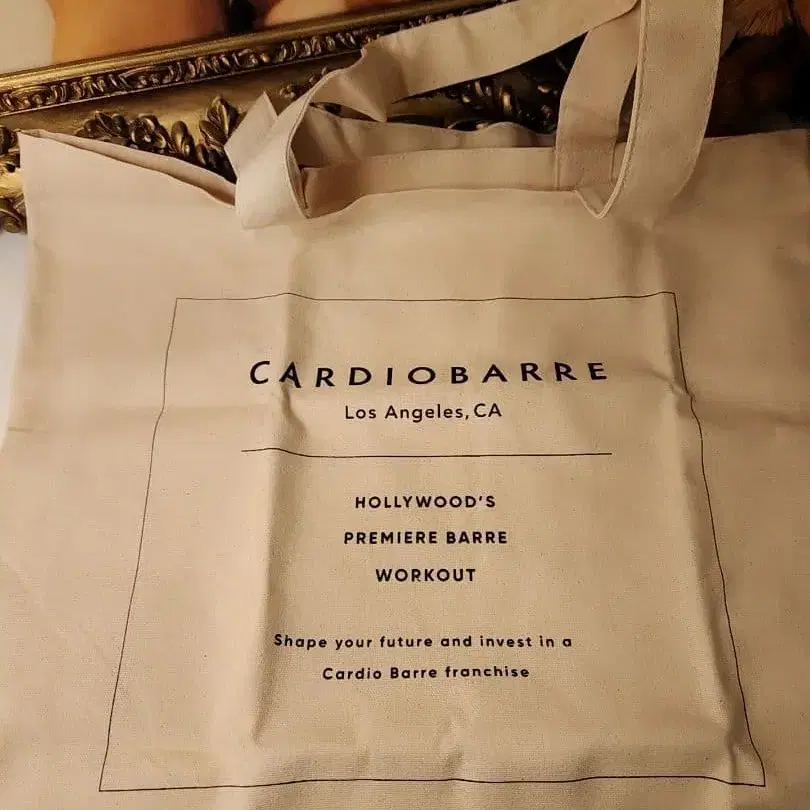 CARDIOBARRE
Los Angeles, CA
HOLLYWOOD'S
PREMIERE BARRE
WORKOUT
Shape your future and invest in a
Cardio Barre franchise